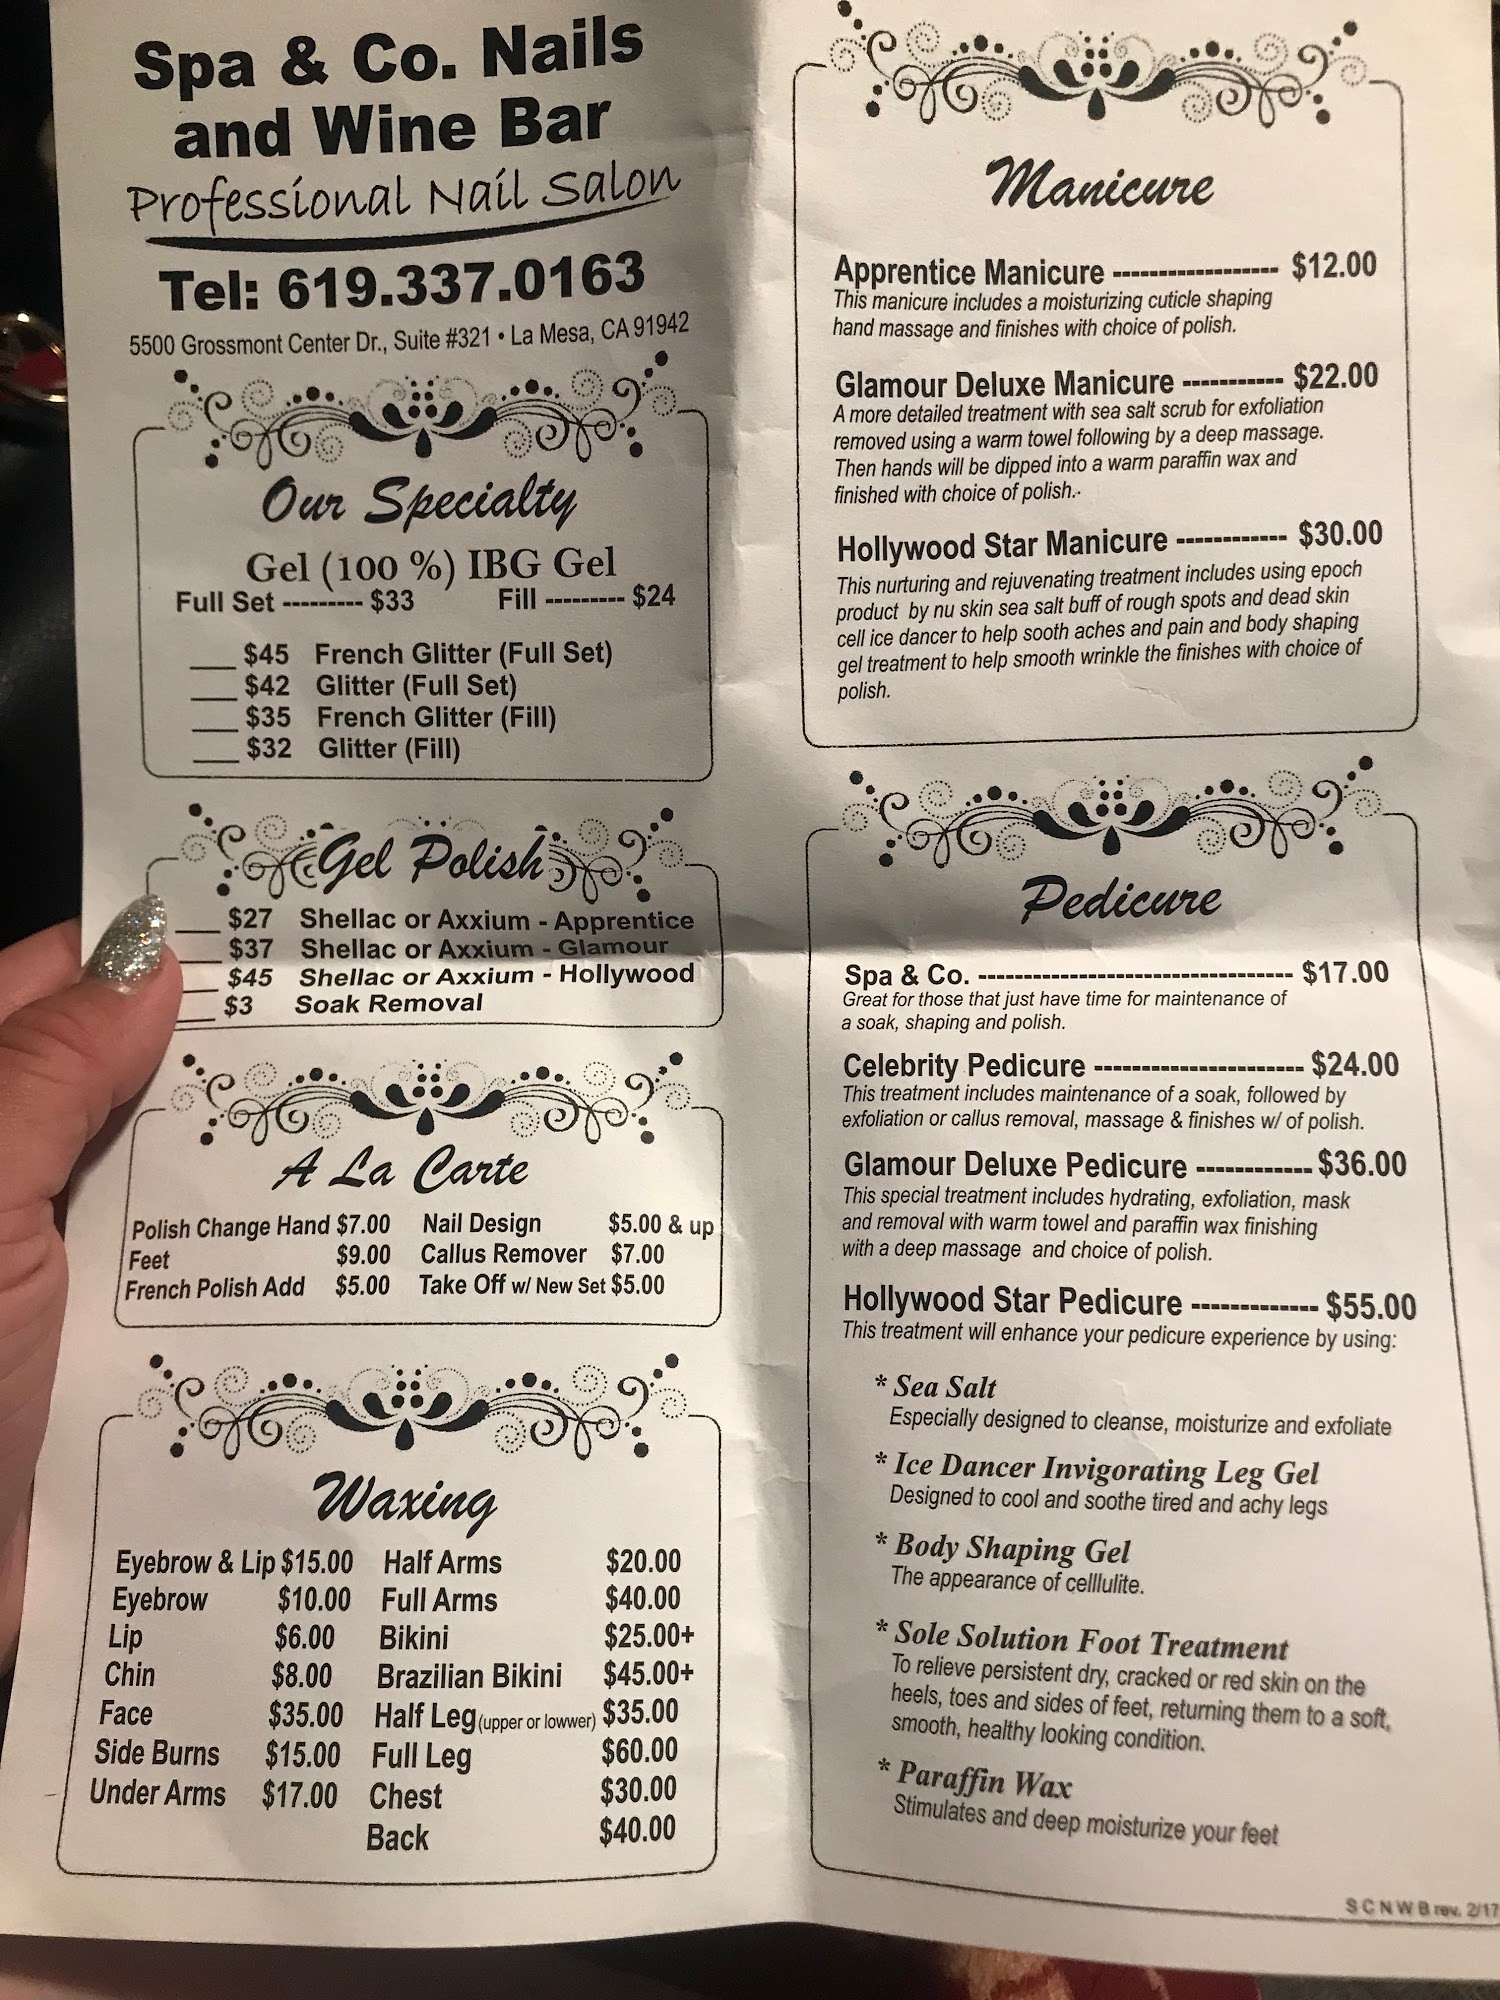 Spa & Co. Nails
and Wine Bar
Professional Nail Salon
Tel: 619.337.0163
5500 Grossmont Center Dr., Suite #321 • La Mesa, CA 91942
Our Specialty
Gel (100 %) IBG Gel
Full Set --------- $33 Fill --------- $24
___ $45 French Glitter (Full Set)
___ $42 Glitter (Full Set)
___ $35 French Glitter (Fill)
___ $32 Glitter (Fill)
Gel Polish
___ $27 Shellac or Axxium - Apprentice
___ $37 Shellac or Axxium - Glamour
___ $45 Shellac or Axxium - Hollywood
___ $3 Soak Removal
A La Carte
Polish Change Hand $7.00 Nail Design $5.00 & up
Feet $9.00 Callus Remover $7.00
French Polish Add $5.00 Take Off w/ New Set $5.00
Waxing
Eyebrow & Lip $15.00 Half Arms $20.00
Eyebrow $10.00 Full Arms $40.00
Lip $6.00 Bikini $25.00+
Chin $8.00 Brazilian Bikini $45.00+
Face $35.00 Half Leg (upper or lowwer) $35.00
Side Burns $15.00 Full Leg $60.00
Under Arms $17.00 Chest $30.00
Back $40.00
Manicure
Apprentice Manicure ------------------ $12.00
This manicure includes a moisturizing cuticle shaping
hand massage and finishes with choice of polish.
Glamour Deluxe Manicure ----------- $22.00
A more detailed treatment with sea salt scrub for exfoliation
removed using a warm towel following by a deep massage.
Then hands will be dipped into a warm paraffin wax and
finished with choice of polish.
Hollywood Star Manicure ------------ $30.00
This nurturing and rejuvenating treatment includes using epoch
product by nu skin sea salt buff of rough spots and dead skin
cell ice dancer to help sooth aches and pain and body shaping
gel treatment to help smooth wrinkle the finishes with choice of
polish.
Pedicure
Spa & Co. ----------------------------------- $17.00
Great for those that just have time for maintenance of
a soak, shaping and polish.
Celebrity Pedicure ---------------------- $24.00
This treatment includes maintenance of a soak, followed by
exfoliation or callus removal, massage & finishes w/ of polish.
Glamour Deluxe Pedicure ------------ $36.00
This special treatment includes hydrating, exfoliation, mask
and removal with warm towel and paraffin wax finishing
with a deep massage and choice of polish.
Hollywood Star Pedicure ------------- $55.00
This treatment will enhance your pedicure experience by using:
* Sea Salt
Especially designed to cleanse, moisturize and exfoliate
* Ice Dancer Invigorating Leg Gel
Designed to cool and soothe tired and achy legs
* Body Shaping Gel
The appearance of celllulite.
* Sole Solution Foot Treatment
To relieve persistent dry, cracked or red skin on the
heels, toes and sides of feet, returning them to a soft,
smooth, healthy looking condition.
* Paraffin Wax
Stimulates and deep moisturize your feet
SCNWB rev. 2/17